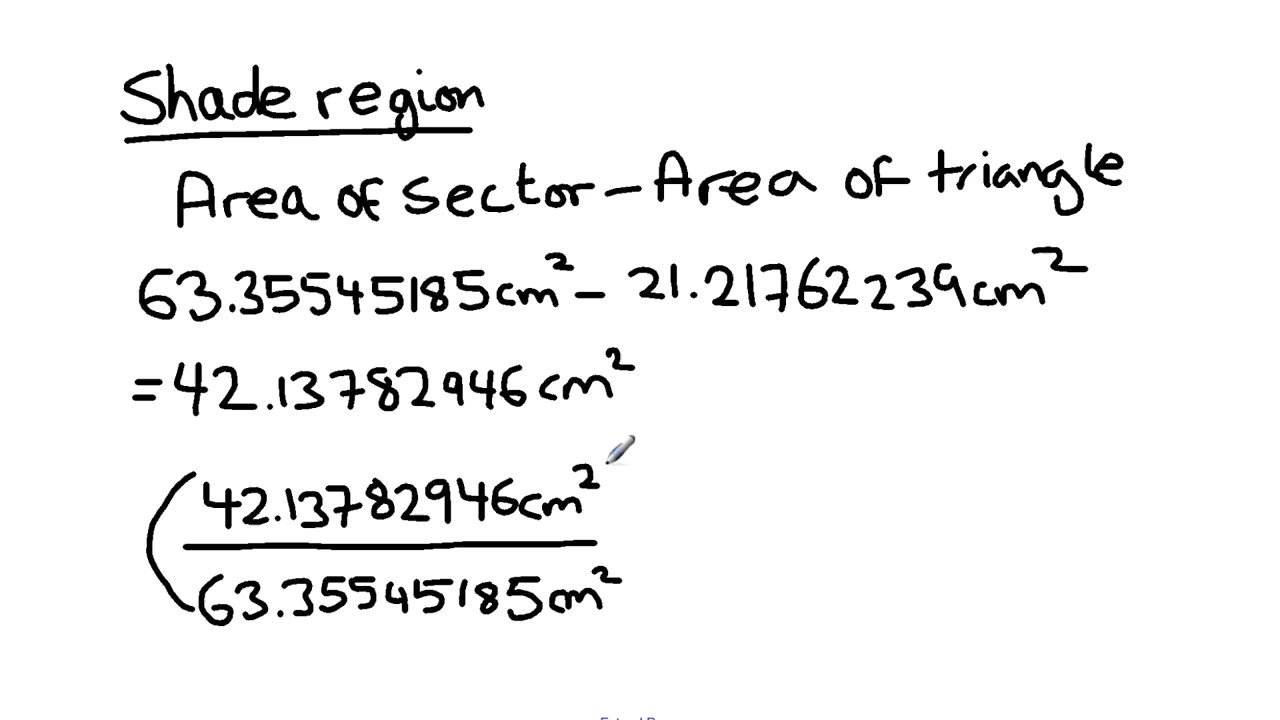 Shade region
Area of sector – Area of triangle
63.35545185cm² – 21.21762239cm²
= 42.13782946cm²
(42.13782946cm²
63.35545185cm²